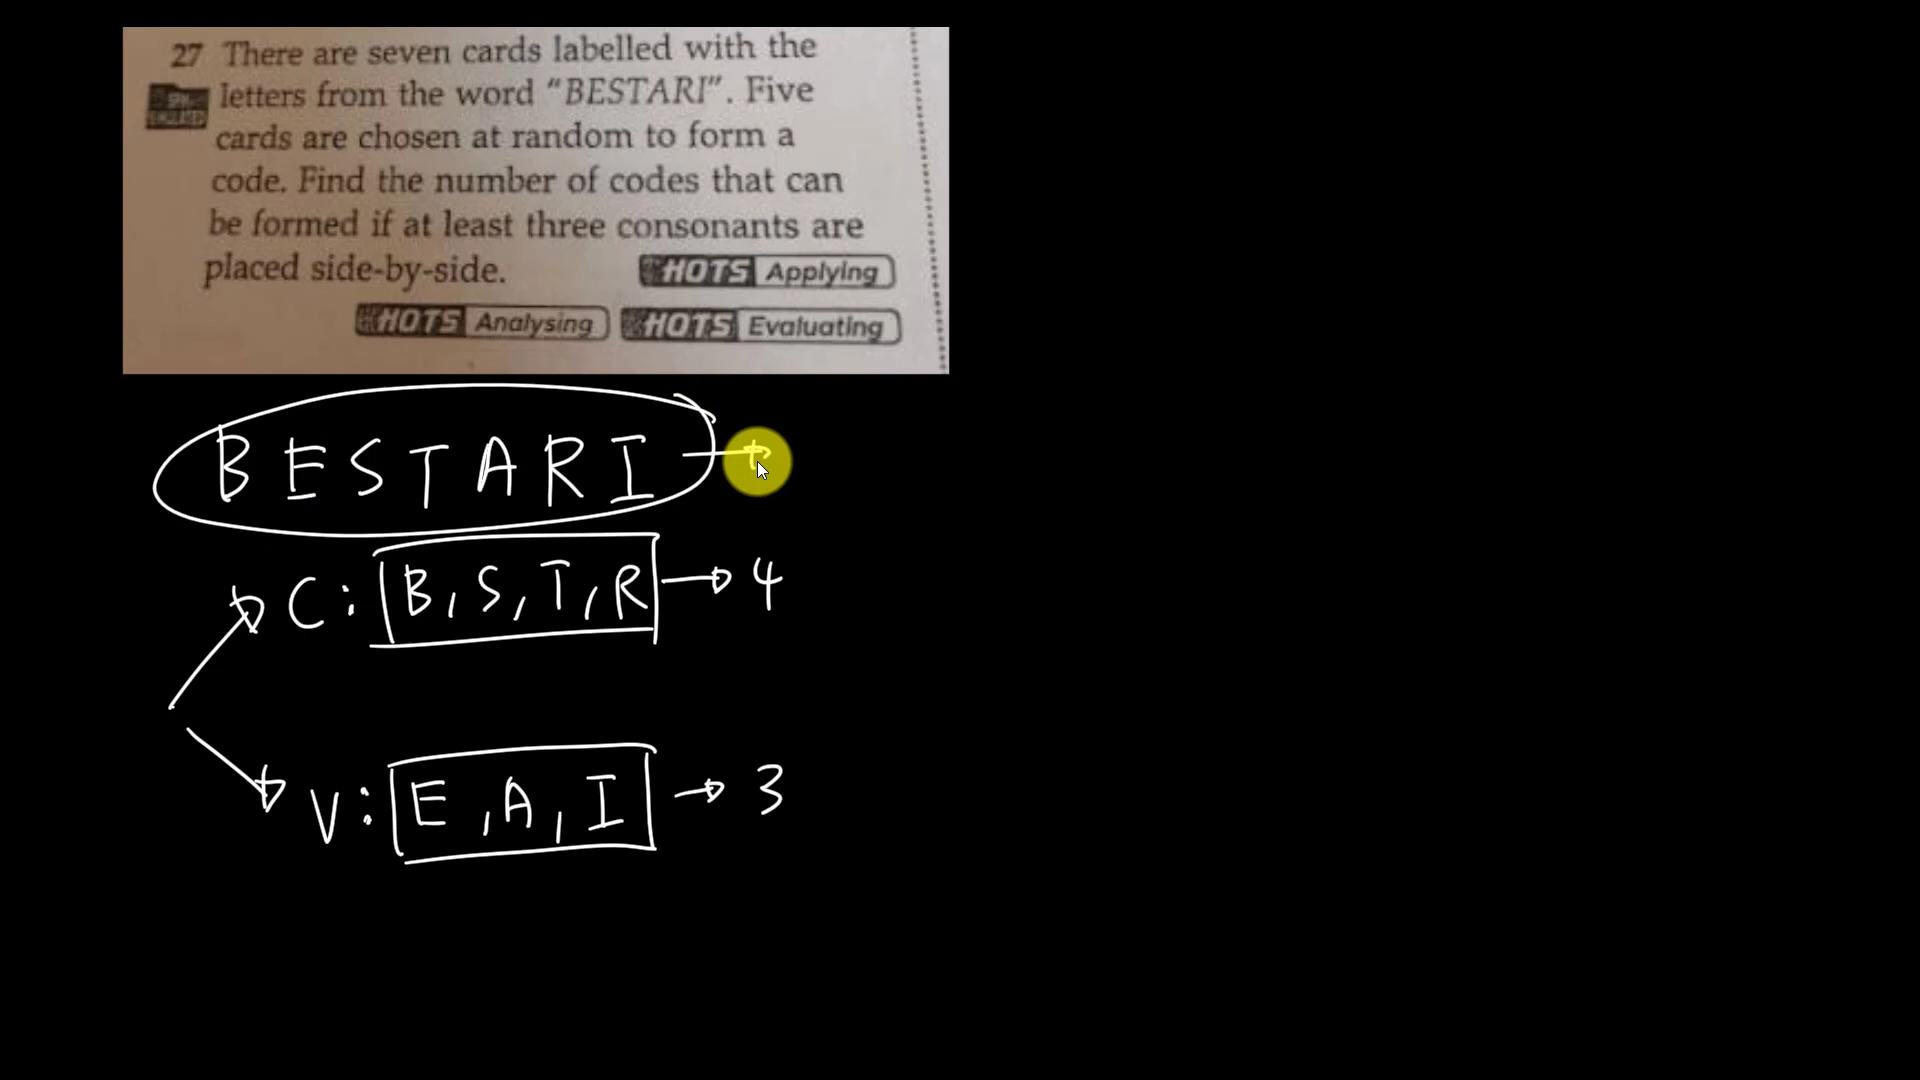 27 There are seven cards labelled with the
letters from the word "BESTARI". Five
cards are chosen at random to form a
code. Find the number of codes that can
be formed if at least three consonants are
placed side-by-side.
HOTS Applying
HOTS Analysing HOTS Evaluating
BESTARI →
C: B, S, T, R → 4
V: E, A, I → 3